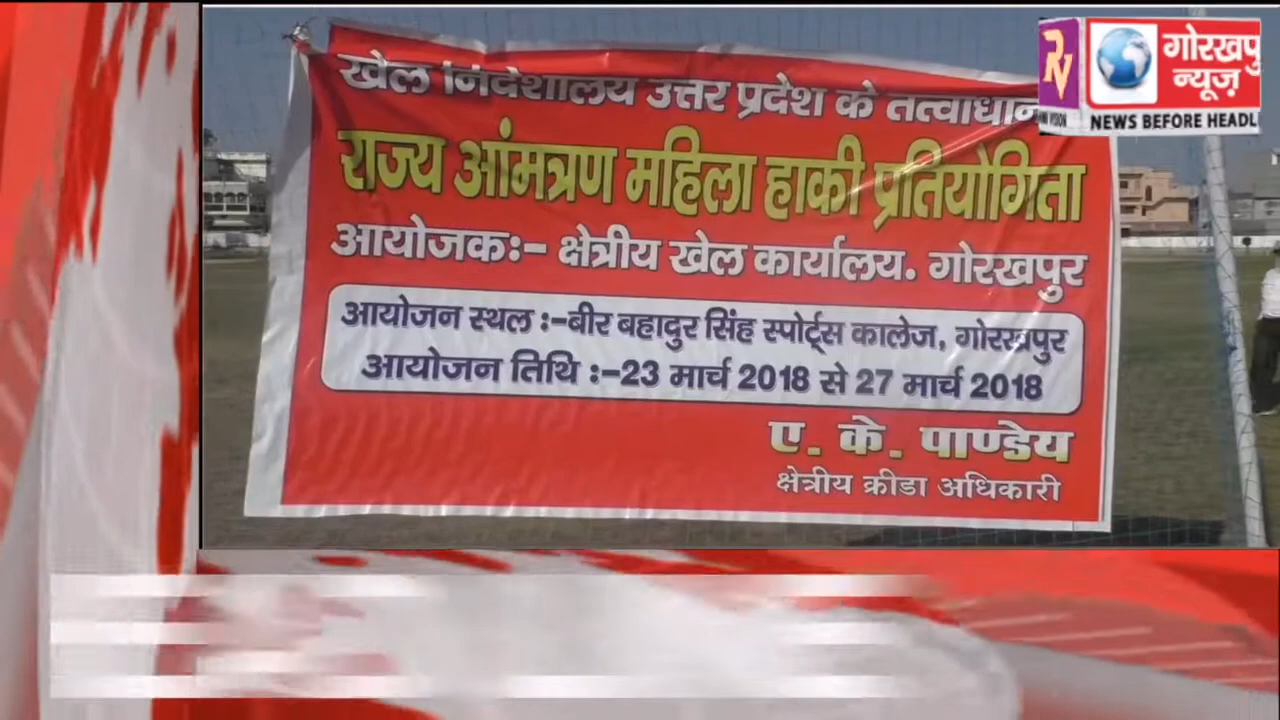 खेल निदेशालय उत्तर प्रदेश के तत्वाधान
राज्य आंमत्रण महिला हाकी प्रतियोगिता
आयोजकः- क्षेत्रीय खेल कार्यालय. गोरखपुर
आयोजन स्थल :-बीर बहादुर सिंह स्पोर्ट्स कालेज, गोरखपुर
आयोजन तिथि :-23 मार्च 2018 से 27 मार्च 2018
ए. के. पाण्डेय
क्षेत्रीय क्रीडा अधिकारी
गोरखपु
न्यूज़
NEWS BEFORE HEADL